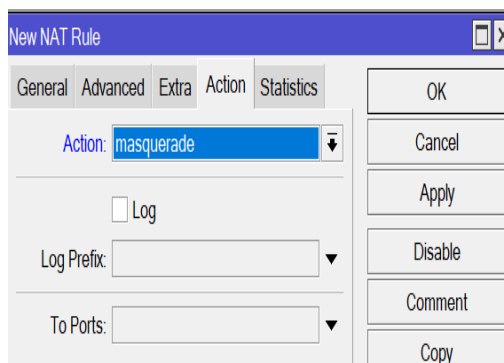 New NAT Rule
General Advanced Extra Action Statistics
Action: masquerade
Log
Log Prefix:
To Ports:
OK
Cancel
Apply
Disable
Comment
Copy